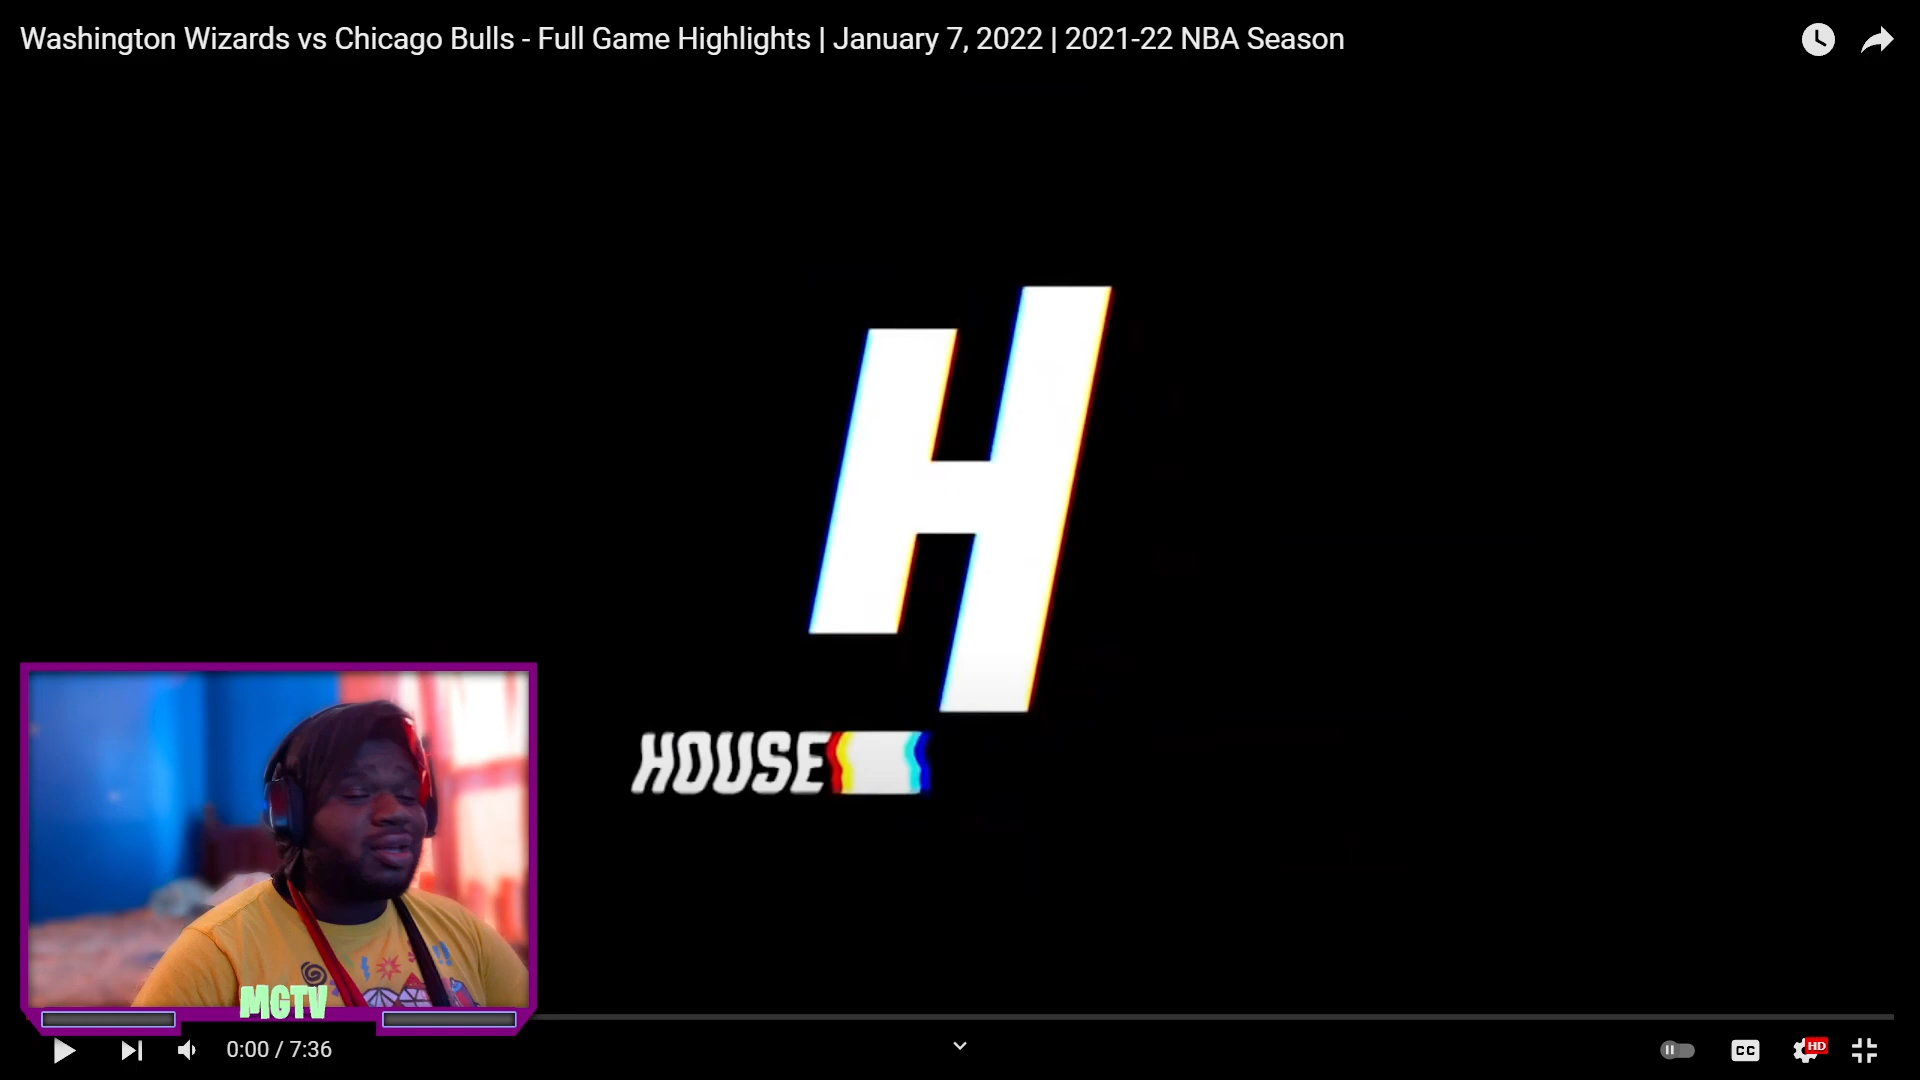 Washington Wizards vs Chicago Bulls - Full Game Highlights | January 7, 2022 | 2021-22 NBA Season
H
HOUSE
MGTV
0:00 / 7:36
CC
HD